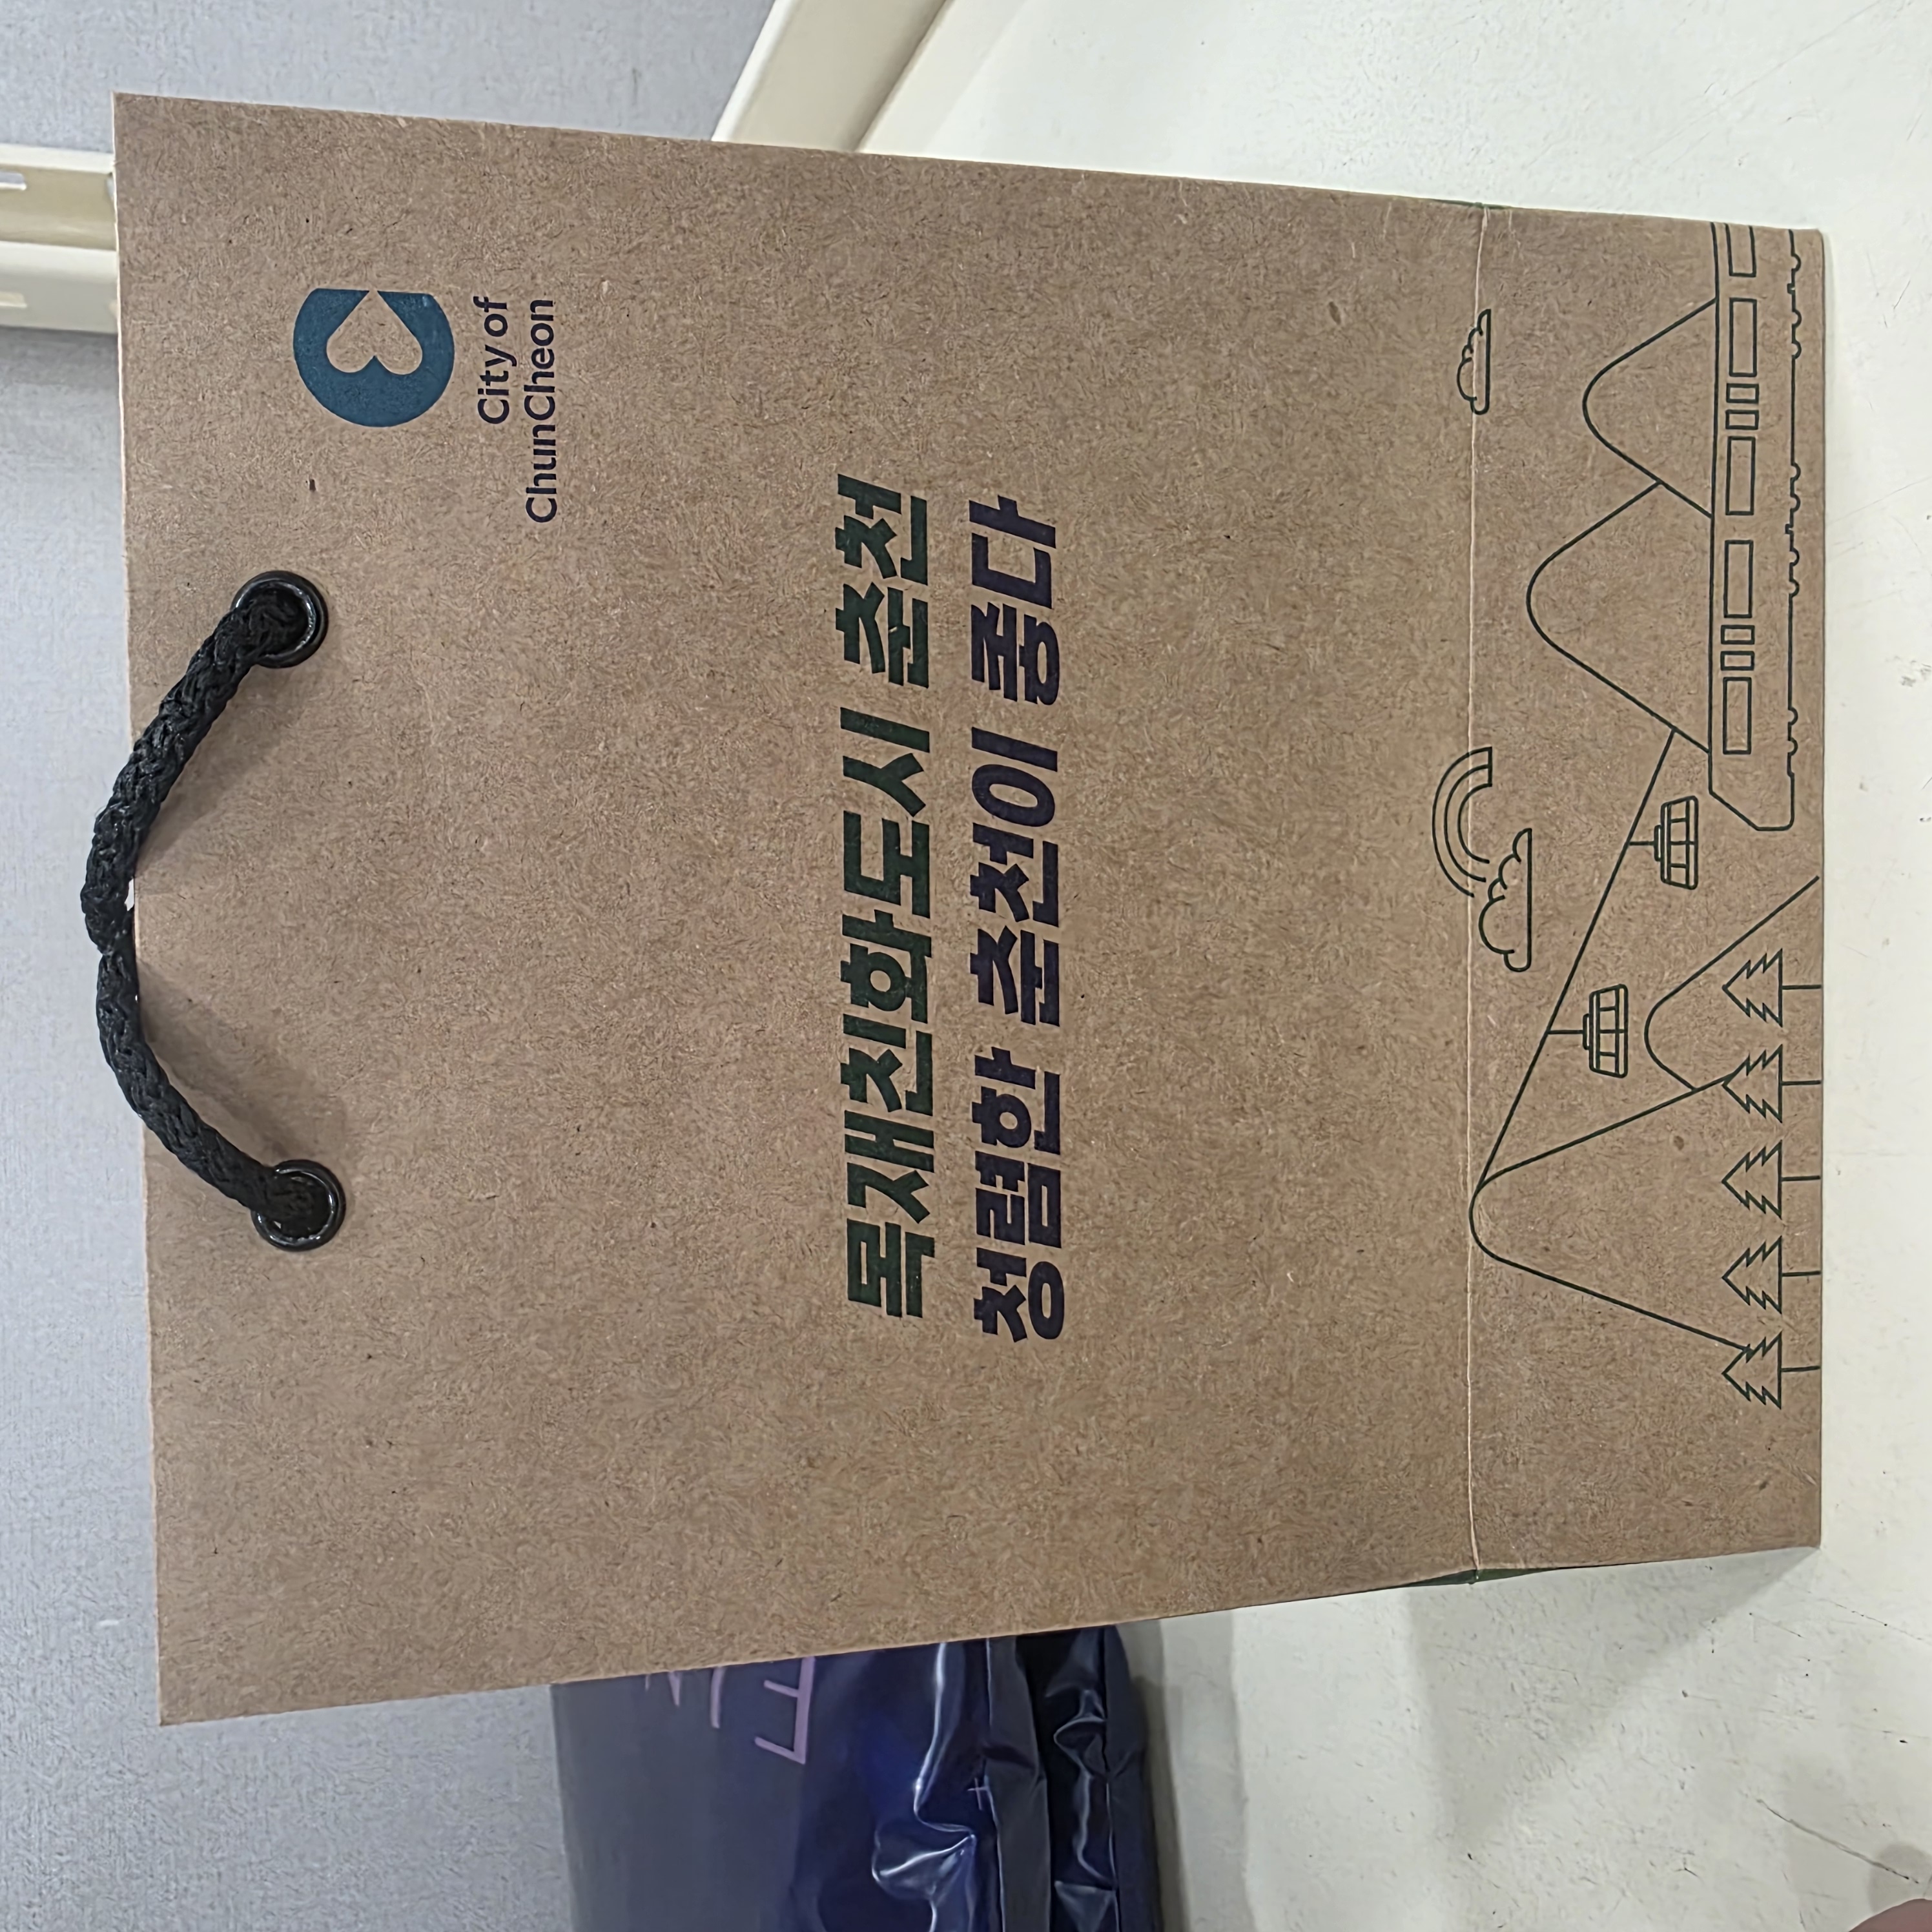 City of
ChunCheon
목재친화도시 춘천
청렴한 춘천이 좋다